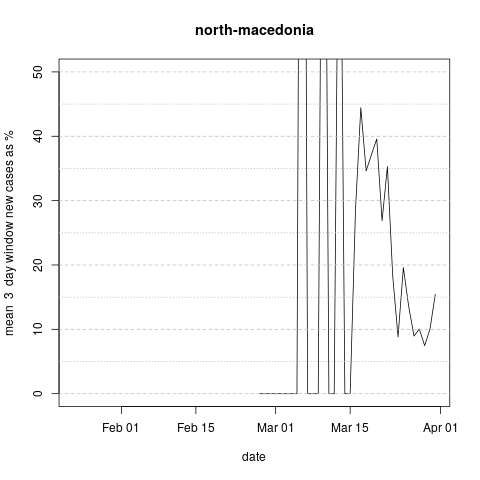 north-macedonia
mean  3  day window new cases as %
50
40
30
20
10
0
Feb 01
Feb 15
Mar 01
Mar 15
Apr 01
date